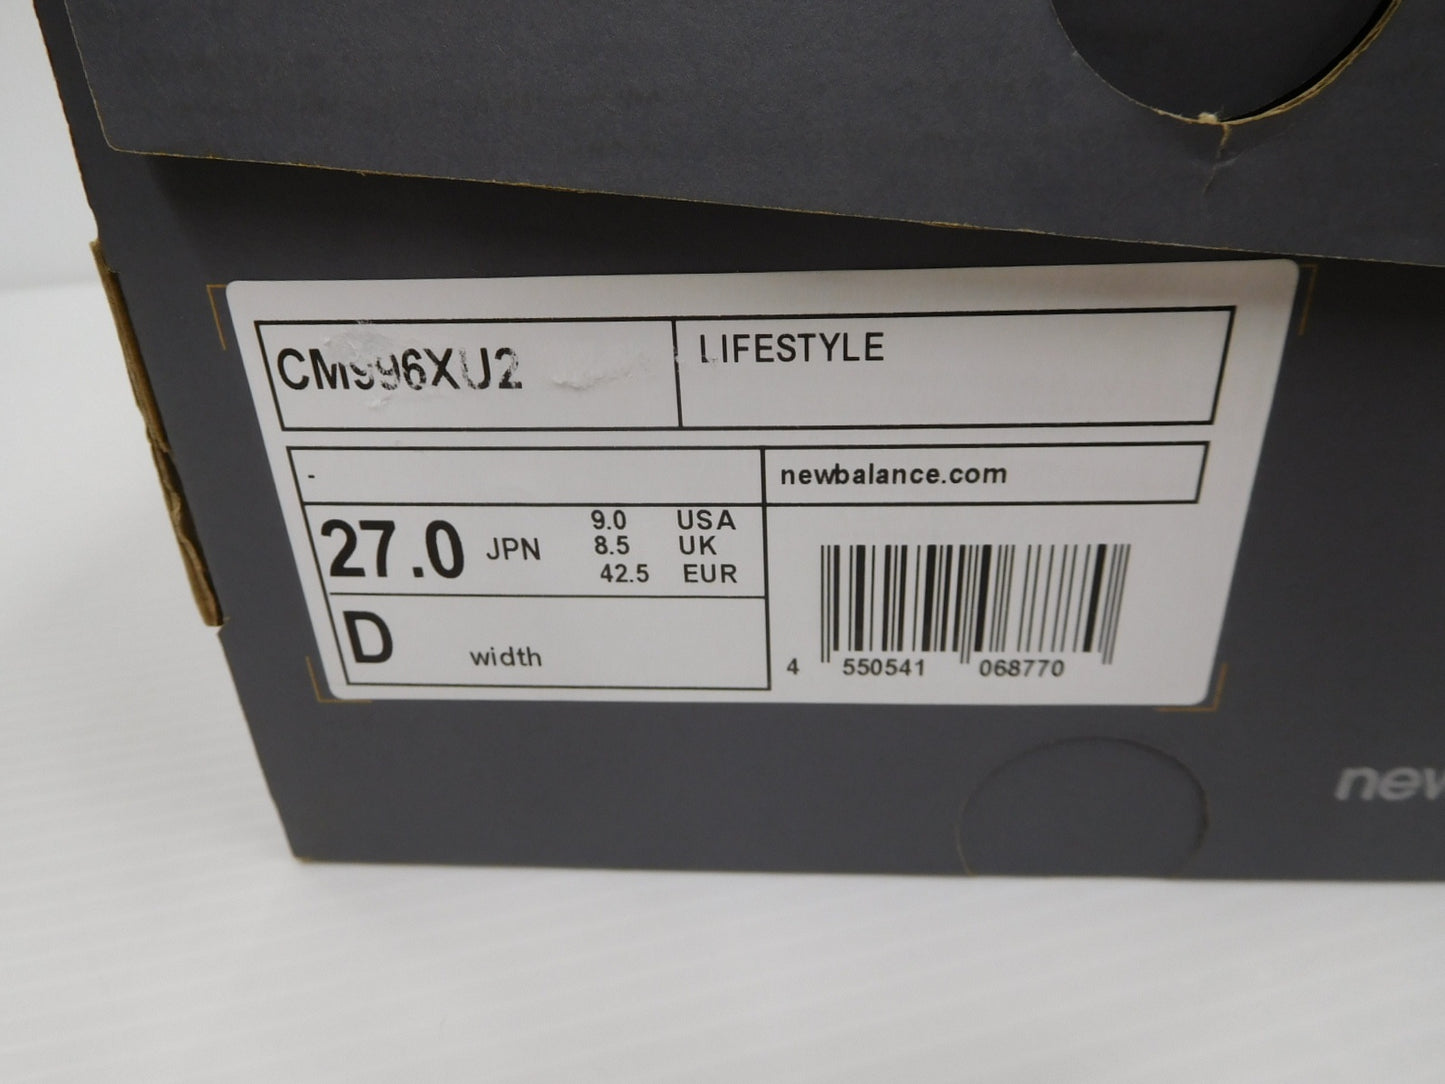 CM996XU2
LIFESTYLE
-
newbalance.com
27.0 JPN
9.0 USA
8.5 UK
42.5 EUR
D width
4 550541 068770
new